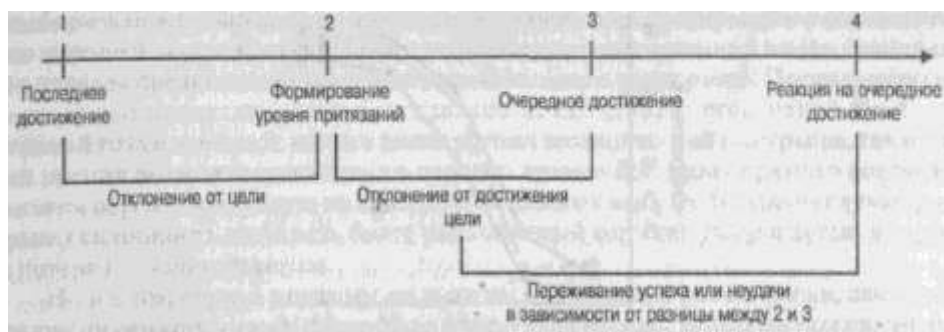 1 2 3 4
Последнее достижение
Формирование уровня притязаний
Очередное достижение
Реакция на очередное достижение
Отклонение от цели
Отклонение от достижения цели
Переживание успеха или неудачи
в зависимости от разницы между 2 и 3